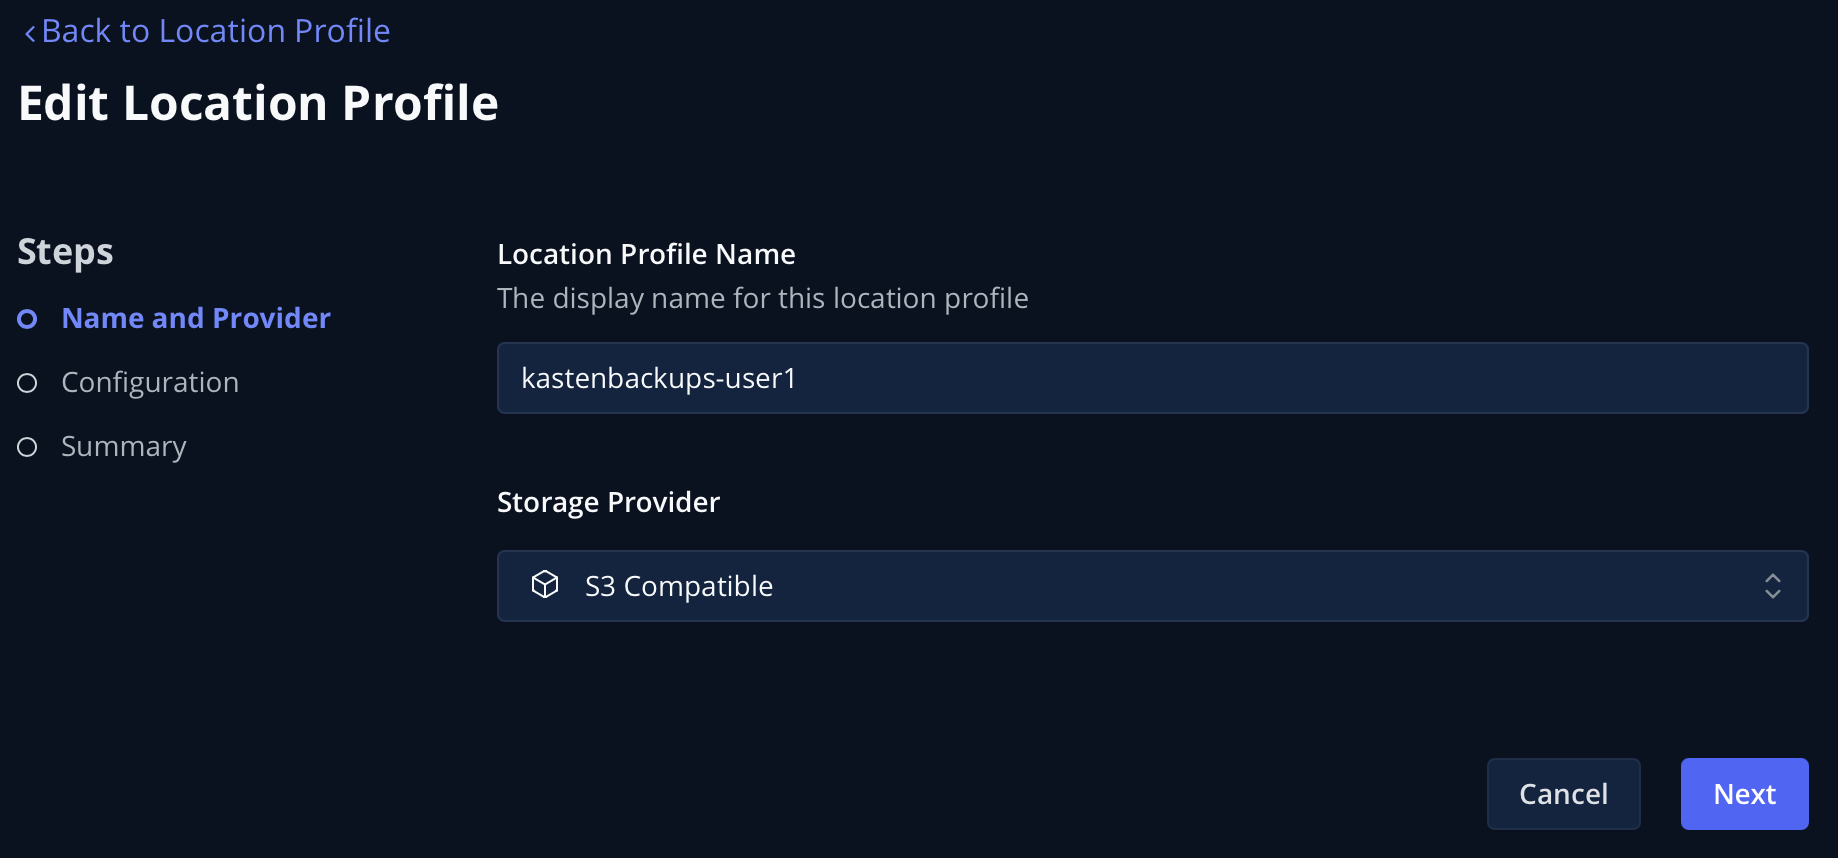 Back to Location Profile
Edit Location Profile
Steps
Name and Provider
Configuration
Summary
Location Profile Name
The display name for this location profile
kastenbackups-user1
Storage Provider
S3 Compatible
Cancel
Next